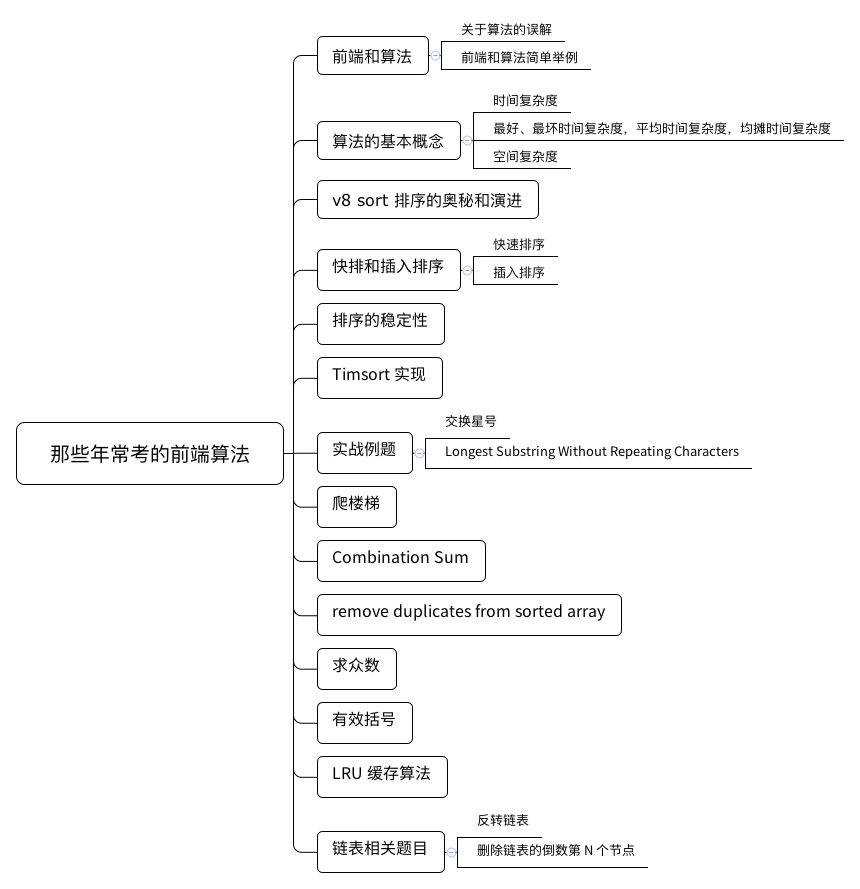 那些年常考的前端算法
前端和算法
关于算法的误解
前端和算法简单举例
算法的基本概念
时间复杂度
最好、最坏时间复杂度，平均时间复杂度，均摊时间复杂度
空间复杂度
v8 sort 排序的奥秘和演进
快排和插入排序
快速排序
插入排序
排序的稳定性
Timsort 实现
实战例题
交换星号
Longest Substring Without Repeating Characters
爬楼梯
Combination Sum
remove duplicates from sorted array
求众数
有效括号
LRU 缓存算法
链表相关题目
反转链表
删除链表的倒数第 N 个节点